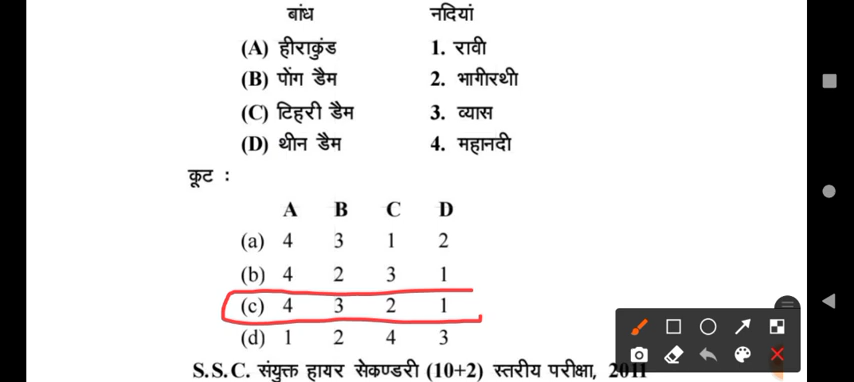 बांध नदियां
(A) हीराकुंड 1. रावी
(B) पोंग डैम 2. भागीरथी
(C) टिहरी डैम 3. व्यास
(D) थीन डैम 4. महानदी
कूट :
A B C D
(a) 4 3 1 2
(b) 4 2 3 1
(c) 4 3 2 1
(d) 1 2 4 3
S.S.C. संयुक्त हायर सेकण्डरी (10+2) स्तरीय परीक्षा, 2011